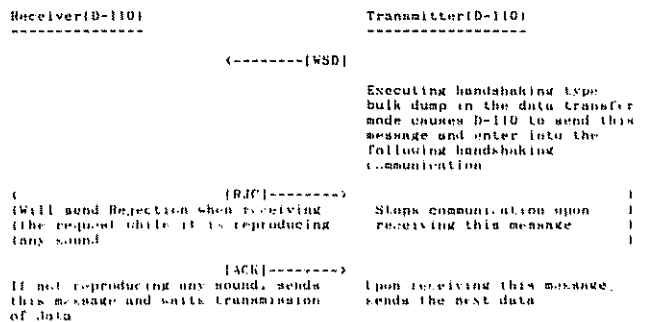 Receiver(D-110) Transmitter(D-110)
--------------- -----------------
<--------[WSD]
Executing handshaking type
bulk dump in the data transfer
mode causes D-110 to send this
message and enter into the
following handshaking
communication
( [RJC]--------> )
(Will send Rejection when receiving Stops communication upon )
(the request while it is reproducing receiving this message )
(any sound )
[ACK]-------->
If not reproducing any sound, sends Upon receiving this message,
this message and waits transmission sends the next data
of data